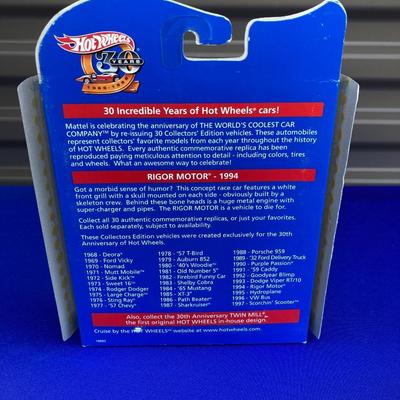 Hot Wheels
30
YEARS
30 Incredible Years of Hot Wheels® cars!
Mattel is celebrating the anniversary of THE WORLD'S COOLEST CAR
COMPANY™ by re-issuing 30 Collectors' Edition vehicles. These automobiles
represent collectors' favorite models from each year throughout the history
of HOT WHEELS. Every authentic commemorative replica has been
reproduced paying meticulous attention to detail - including colors, tires
and wheels. What an awesome way to celebrate!
RIGOR MOTOR® - 1994
Got a morbid sense of humor? This concept race car features a white
front grill with a skull mounted on each side - obviously built by a
skeleton crew. Behind these bone heads is a huge metal engine with
super-charger and pipes. The RIGOR MOTOR is a vehicle to die for.
Collect all 30 authentic commemorative replicas, or just your favorites.
Each sold separately, subject to availability.
These Collectors Edition vehicles were created exclusively for the 30th
Anniversary of Hot Wheels.
1968 - Deora® 1978 - '57 T-Bird 1988 - Porsche 959
1969 - Ford Vicky 1979 - Auburn 852 1989 - '32 Ford Delivery Truck
1970 - Nomad 1980 - '40's Woodie™ 1990 - Purple Passion®
1971 - Mutt Mobile™ 1981 - Old Number 5® 1991 - '59 Caddy
1972 - Side Kick™ 1982 - Firebird Funny Car 1992 - Goodyear Blimp
1973 - Sweet 16™ 1983 - Shelby Cobra 1993 - Dodge Viper RT/10
1974 - Rodger Dodger 1984 - '65 Mustang 1994 - Rigor Motor®
1975 - Large Charge™ 1985 - XT-3® 1995 - Hydroplane
1976 - Sting Ray® 1986 - Path Beater® 1996 - VW Bus
1977 - '57 Chevy® 1987 - Sharkruiser® 1997 - Scorchin' Scooter™
Also, collect the 30th Anniversary TWIN MILL®,
the first original HOT WHEELS in-house design.
Cruise by the HOT WHEELS® website at www.hotwheels.com.